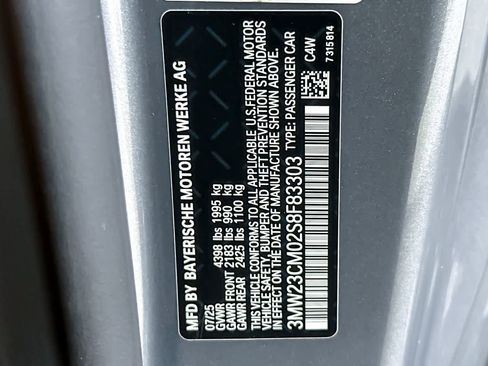 MFD BY BAYERISCHE MOTOREN WERKE AG
07/25
GVWR 4398 lbs 1995 kg
GAWR FRONT 2183 lbs 990 kg
GAWR REAR 2425 lbs 1100 kg
THIS VEHICLE CONFORMS TO ALL APPLICABLE U.S. FEDERAL MOTOR
VEHICLE SAFETY, BUMPER AND THEFT PREVENTION STANDARDS
IN EFFECT ON THE DATE OF MANUFACTURE SHOWN ABOVE.
3MW23CM02S8F83303 TYPE: PASSENGER CAR
C4W
7 315 814